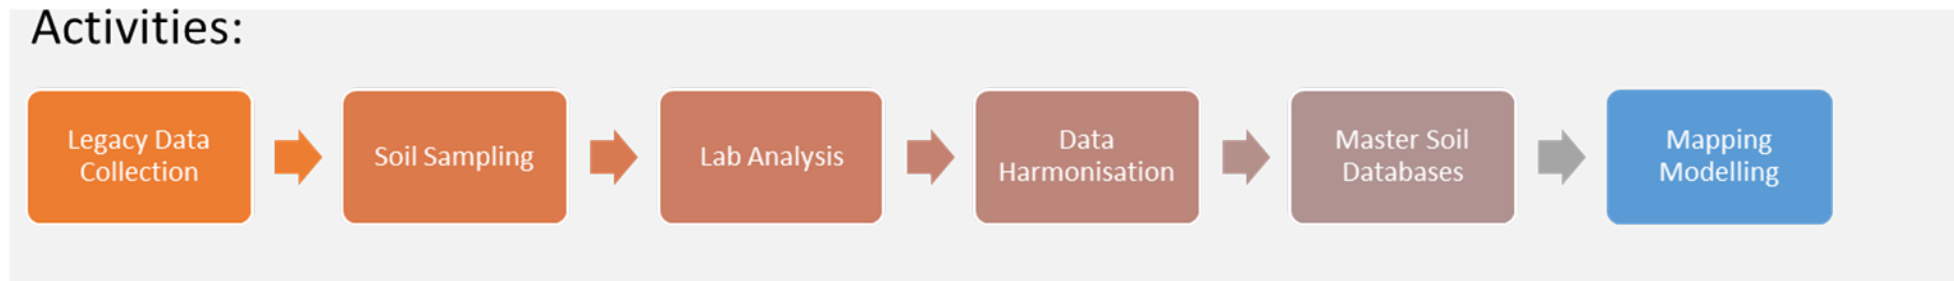 Activities:
Legacy Data
Collection
Soil Sampling
Lab Analysis
Data
Harmonisation
Master Soil
Databases
Mapping
Modelling